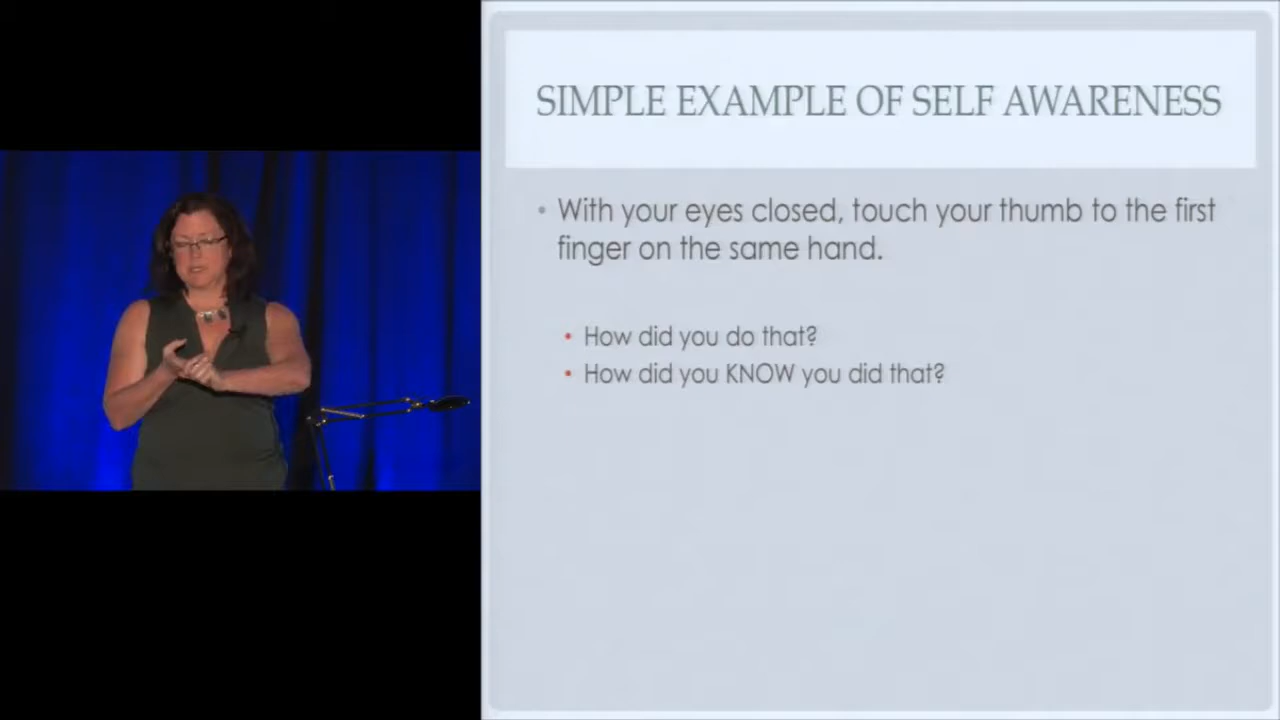 SIMPLE EXAMPLE OF SELF AWARENESS
• With your eyes closed, touch your thumb to the first
finger on the same hand.
• How did you do that?
• How did you KNOW you did that?